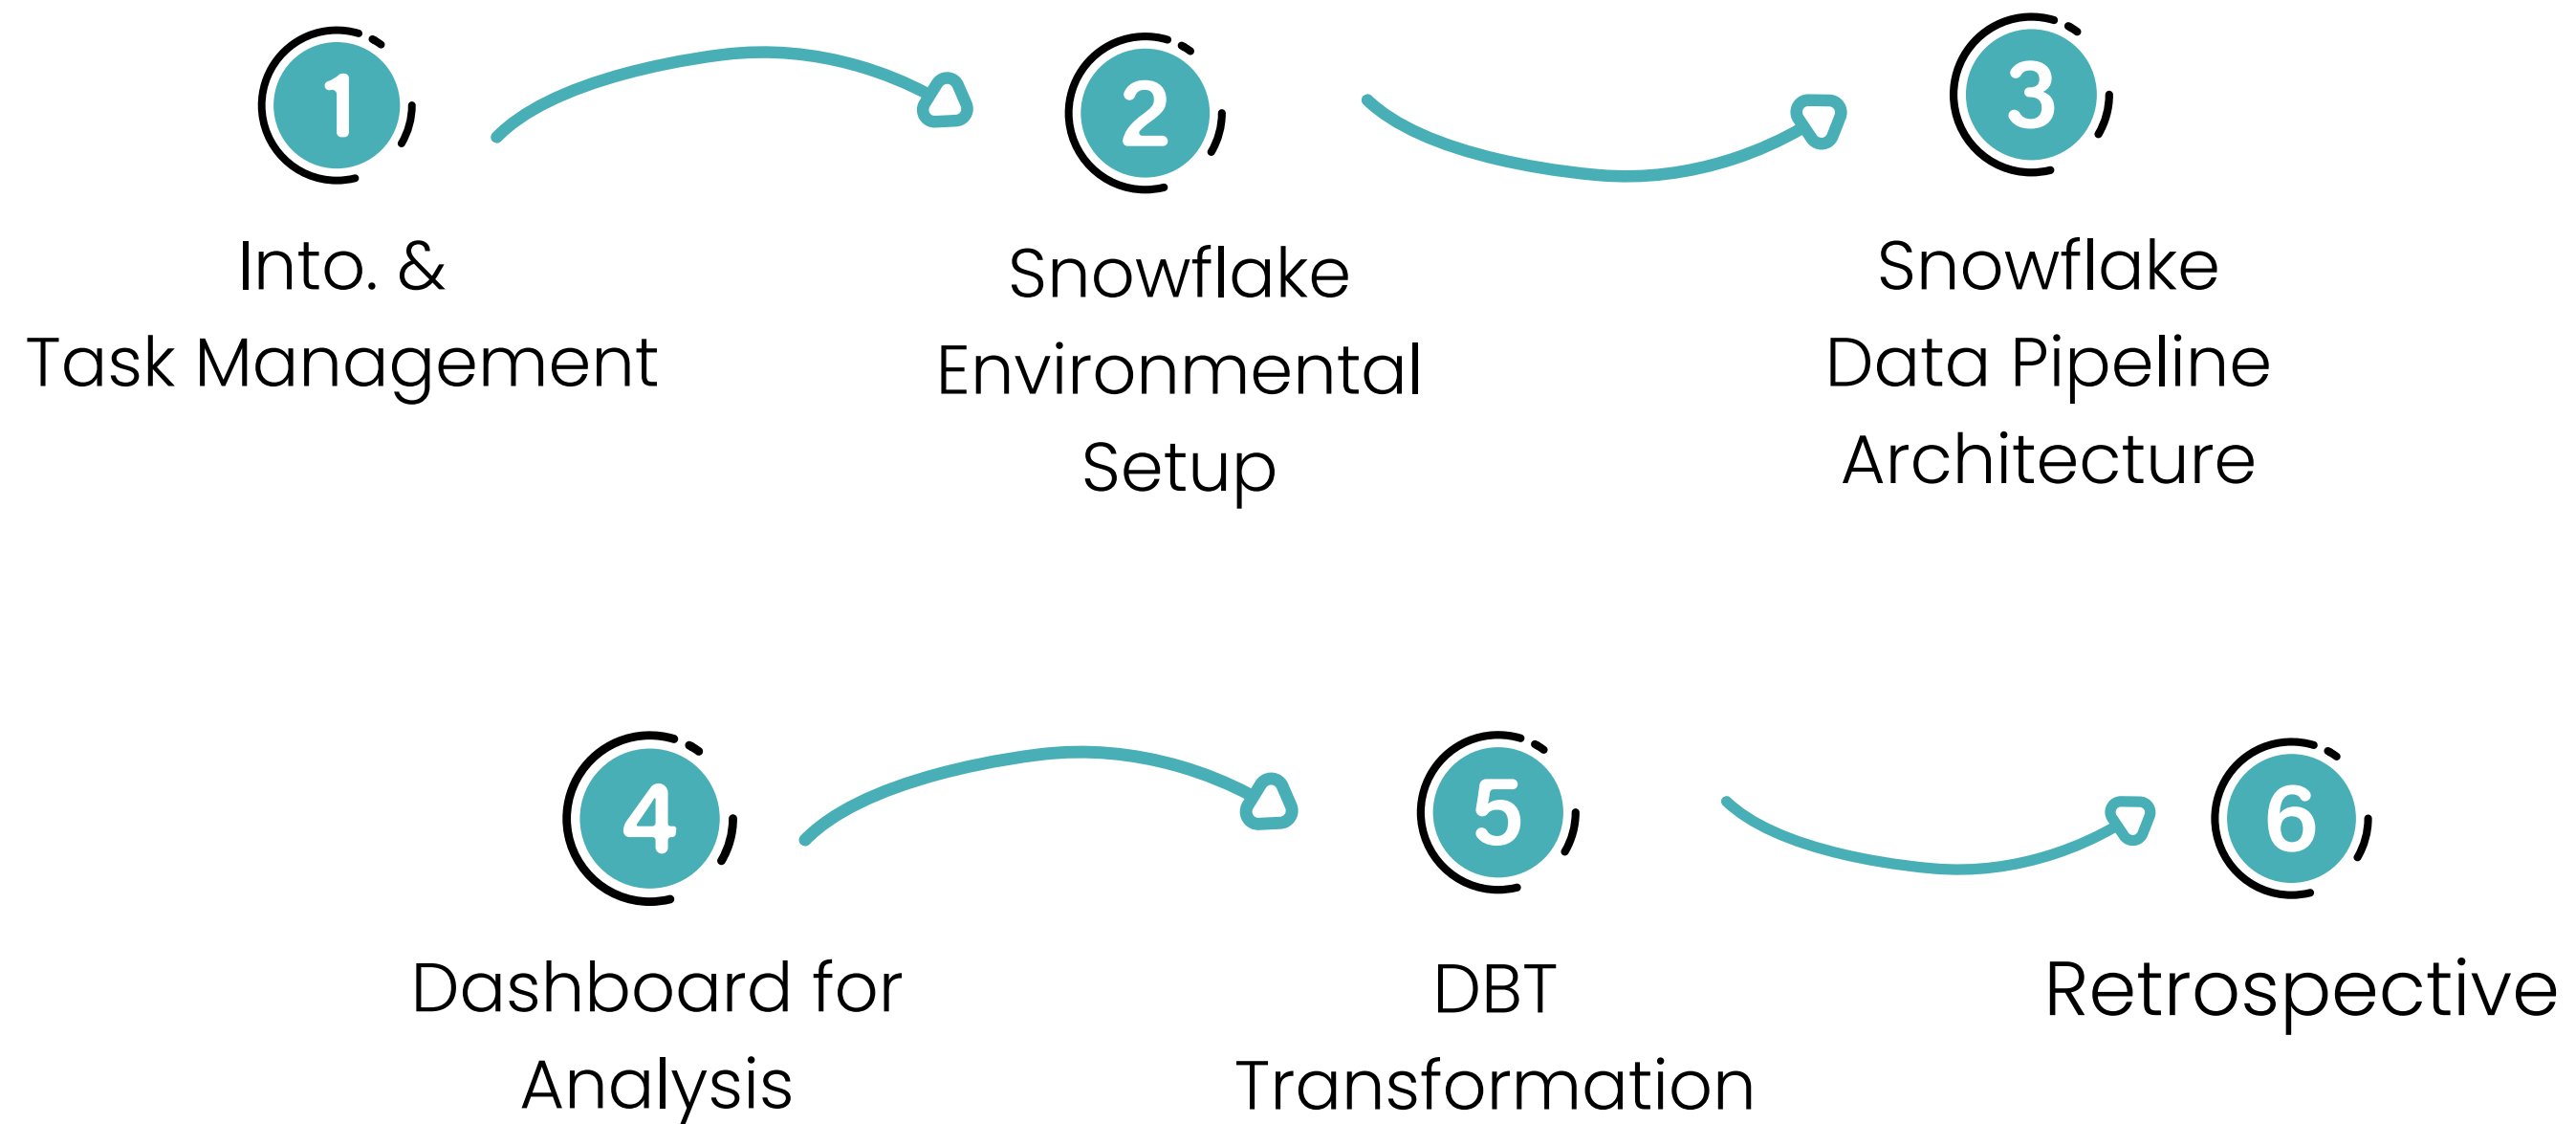 1
Into. &
Task Management
2
Snowflake
Environmental
Setup
3
Snowflake
Data Pipeline
Architecture
4
Dashboard for
Analysis
5
DBT
Transformation
6
Retrospective